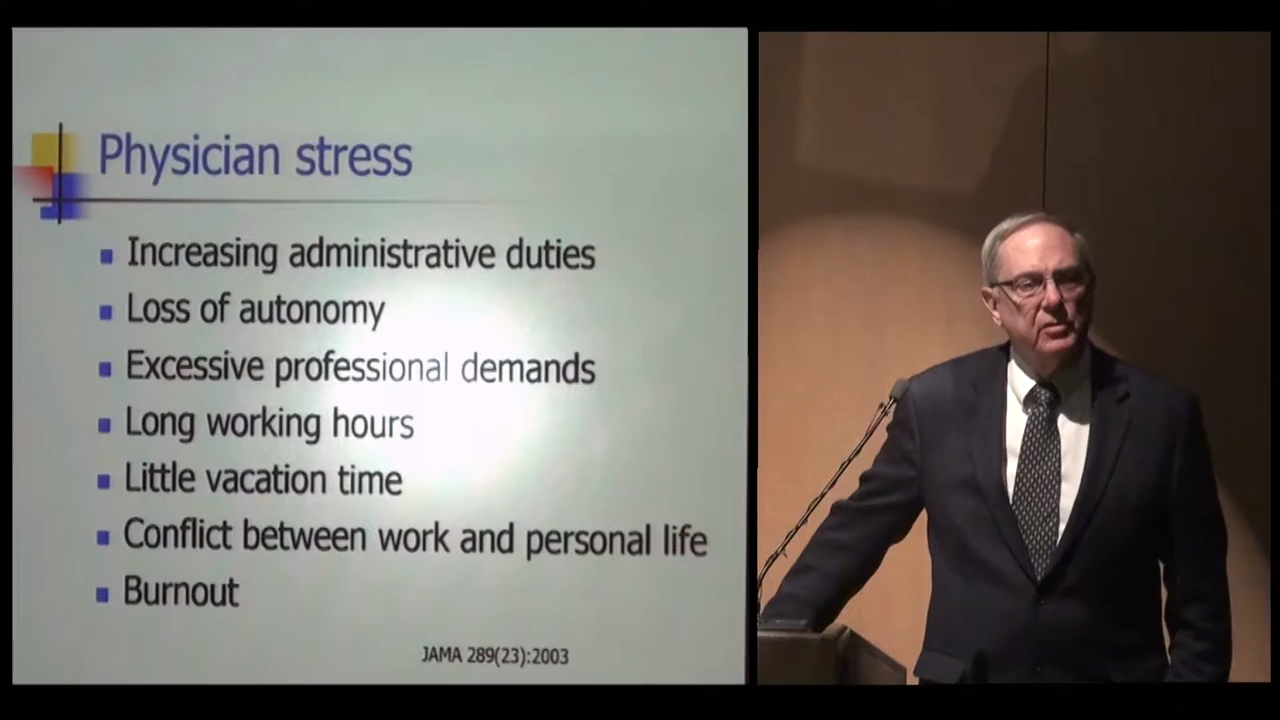 Physician stress
Increasing administrative duties
Loss of autonomy
Excessive professional demands
Long working hours
Little vacation time
Conflict between work and personal life
Burnout
JAMA 289(23):2003